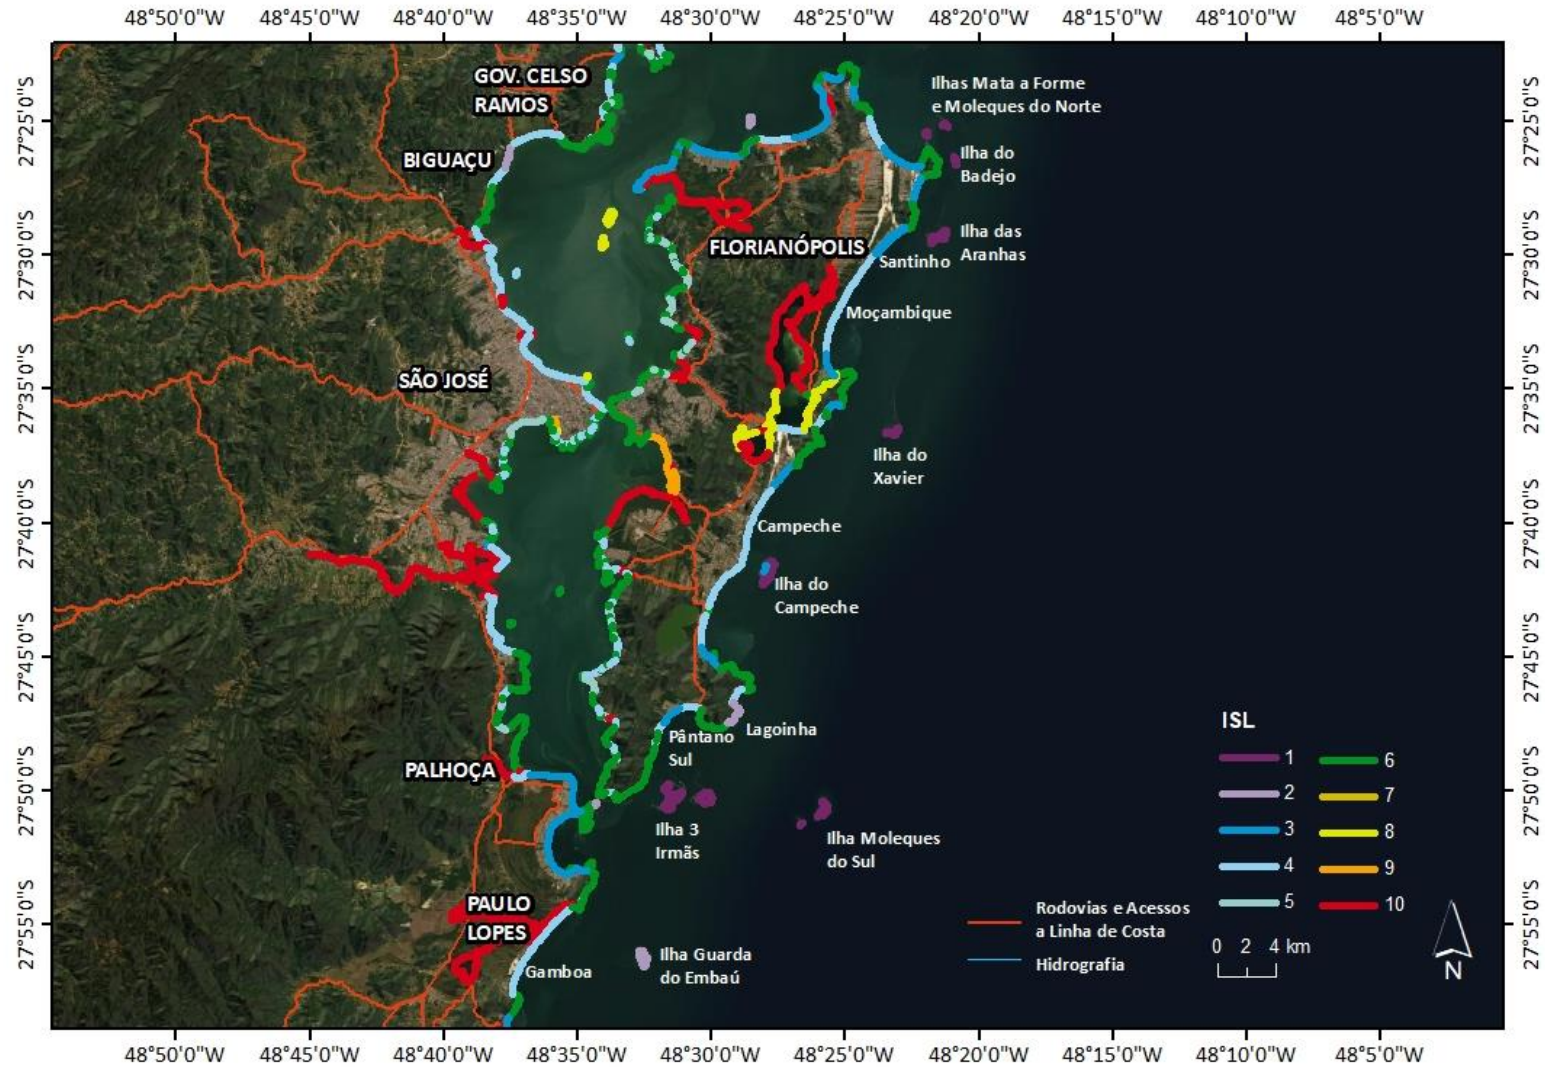 48°50'0"W 48°45'0"W 48°40'0"W 48°35'0"W 48°30'0"W 48°25'0"W 48°20'0"W 48°15'0"W 48°10'0"W 48°5'0"W
27°25'0"S
27°30'0"S
27°35'0"S
27°40'0"S
27°45'0"S
27°50'0"S
27°55'0"S
27°25'0"S
27°30'0"S
27°35'0"S
27°40'0"S
27°45'0"S
27°50'0"S
27°55'0"S
GOV. CELSO
RAMOS
Ilhas Mata a Forme
e Moleques do Norte
BIGUAÇU
Ilha do
Badejo
FLORIANÓPOLIS
Ilha das
Aranhas
Santinho
Moçambique
SÃO JOSÉ
Ilha do
Xavier
Campeche
Ilha do
Campeche
Lagoinha
Pântano
Sul
PALHOÇA
Ilha 3
Irmãs
Ilha Moleques
do Sul
PAULO
LOPES
Gamboa
Ilha Guarda
do Embaú
ISL
1
2
3
4
5
6
7
8
9
10
Rodovias e Acessos
a Linha de Costa
Hidrografia
0 2 4 km
N
48°50'0"W 48°45'0"W 48°40'0"W 48°35'0"W 48°30'0"W 48°25'0"W 48°20'0"W 48°15'0"W 48°10'0"W 48°5'0"W